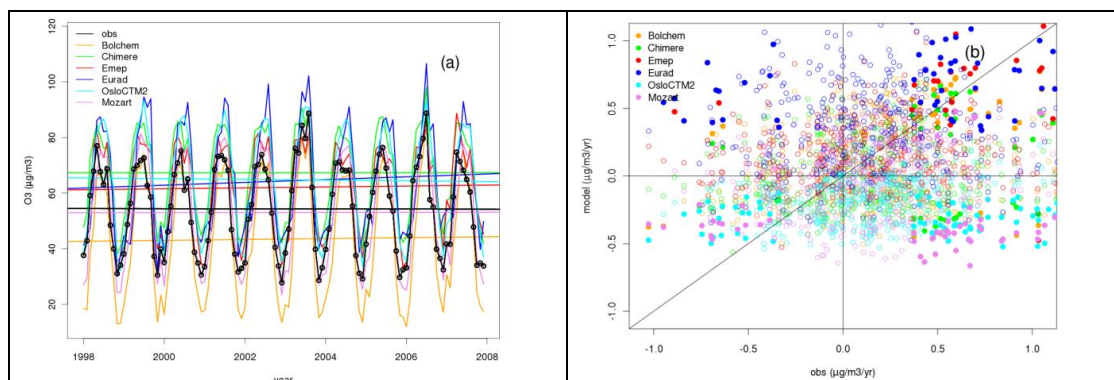 120
100
80
60
40
20
O3 (µg/m3)
obs
Bolchem
Chimere
Emep
Eurad
OsloCTM2
Mozart
(a)
1998 2000 2002 2004 2006 2008
year
1.0
0.5
0.0
-0.5
-1.0
model (µg/m3/yr)
Bolchem
Chimere
Emep
Eurad
OsloCTM2
Mozart
(b)
-1.0 -0.5 0.0 0.5 1.0
obs (µg/m3/yr)